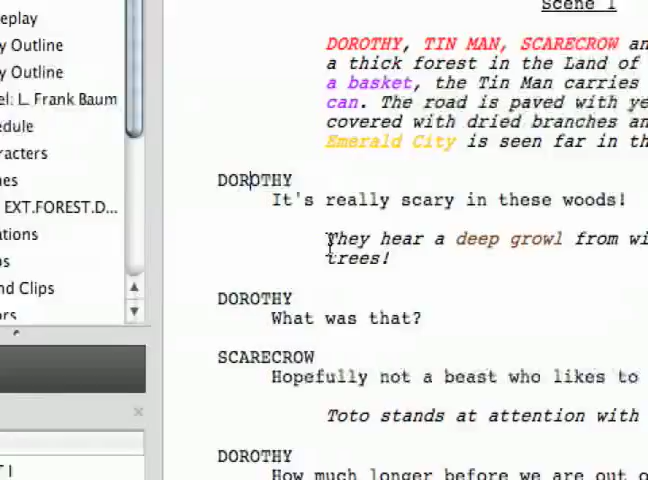 Scene 1
eplay
y Outline
y Outline
el: L. Frank Baum
edule
racters
nes
EXT.FOREST.D...
ations
ps
nd Clips
ors
T I
DOROTHY, TIN MAN, SCARECROW an
a thick forest in the Land of
a basket, the Tin Man carries
can. The road is paved with ye
covered with dried branches an
Emerald City is seen far in th
DOROTHY
It's really scary in these woods!
They hear a deep growl from wi
trees!
DOROTHY
What was that?
SCARECROW
Hopefully not a beast who likes to
Toto stands at attention with
DOROTHY
How much longer before we are out o